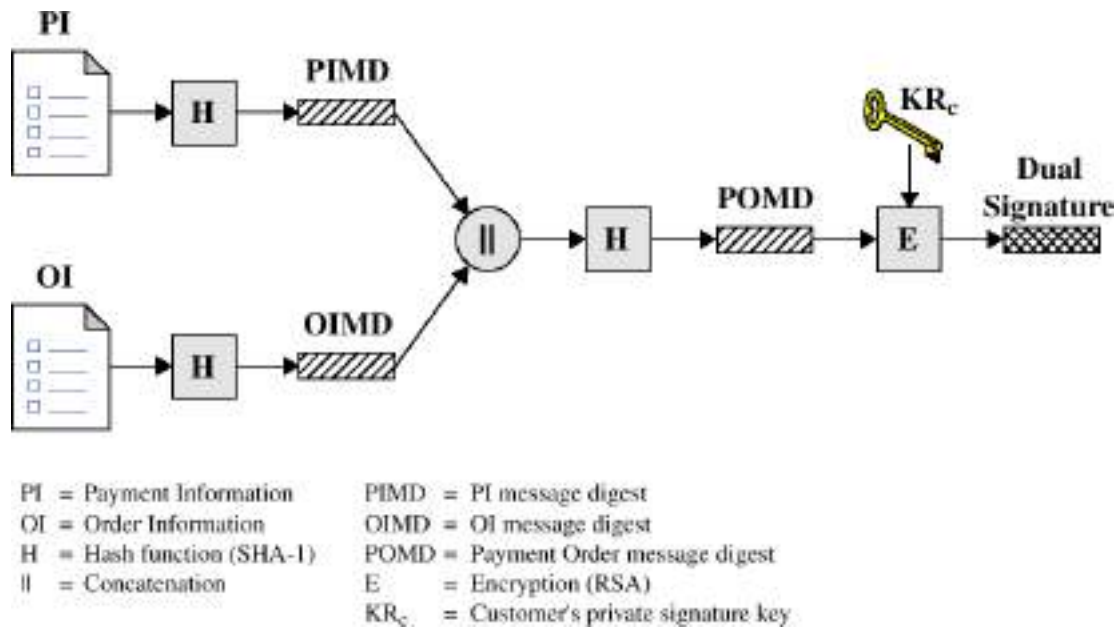 PI
H
PIMD
KRc
POMD
Dual
Signature
||
H
E
OI
H
OIMD
PI = Payment Information
OI = Order Information
H = Hash function (SHA-1)
|| = Concatenation
PIMD = PI message digest
OIMD = OI message digest
POMD = Payment Order message digest
E = Encryption (RSA)
KRc = Customer's private signature key